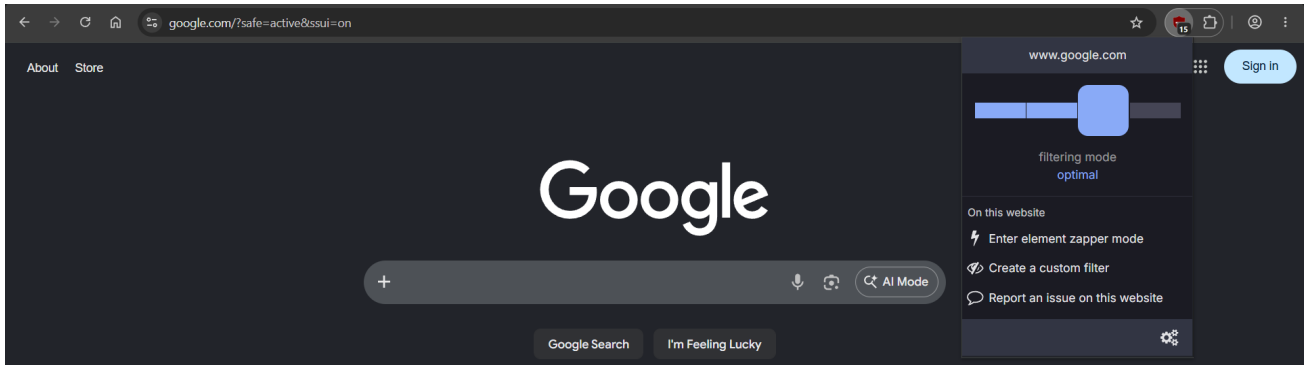 google.com/?safe=active&ssui=on
15
www.google.com
About Store
Sign in
filtering mode
optimal
Google
On this website
Enter element zapper mode
Create a custom filter
AI Mode
Report an issue on this website
Google Search I'm Feeling Lucky